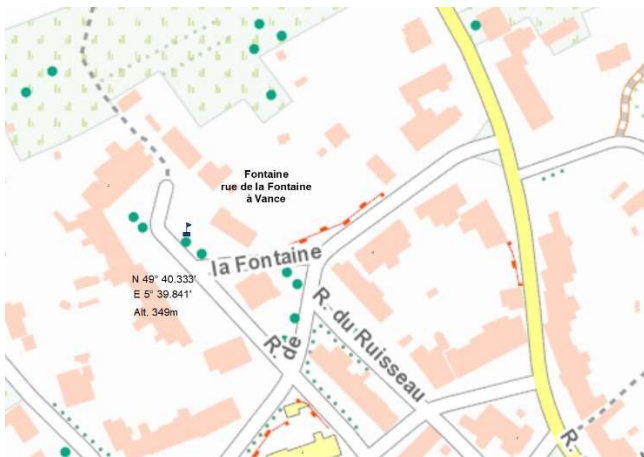 Fontaine
rue de la Fontaine
à Vance
la Fontaine
N 49° 40.333'
E 5° 39.841'
Alt. 349m
R. de
R. du Ruisseau
R.